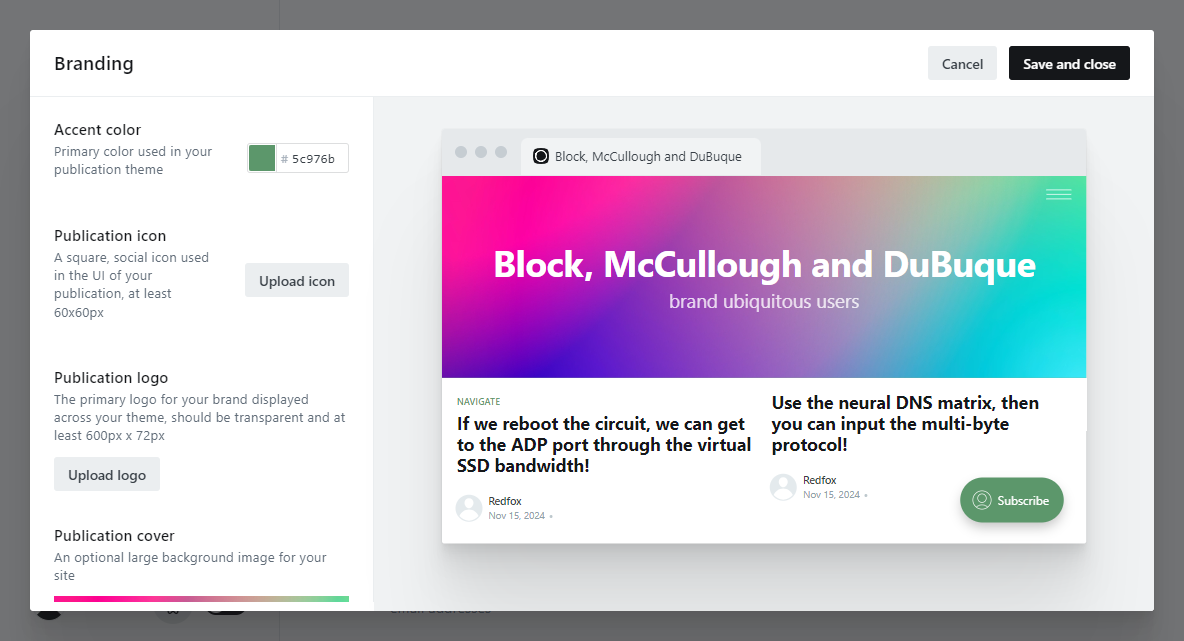 Branding
Cancel
Save and close
Accent color
Primary color used in your
publication theme
# 5c976b
Publication icon
A square, social icon used
in the UI of your
publication, at least
60x60px
Upload icon
Publication logo
The primary logo for your brand displayed
across your theme, should be transparent and at
least 600px x 72px
Upload logo
Publication cover
An optional large background image for your
site
Block, McCullough and DuBuque
Block, McCullough and DuBuque
brand ubiquitous users
NAVIGATE
If we reboot the circuit, we can get
to the ADP port through the virtual
SSD bandwidth!
Redfox
Nov 15, 2024
Use the neural DNS matrix, then
you can input the multi-byte
protocol!
Redfox
Nov 15, 2024
Subscribe